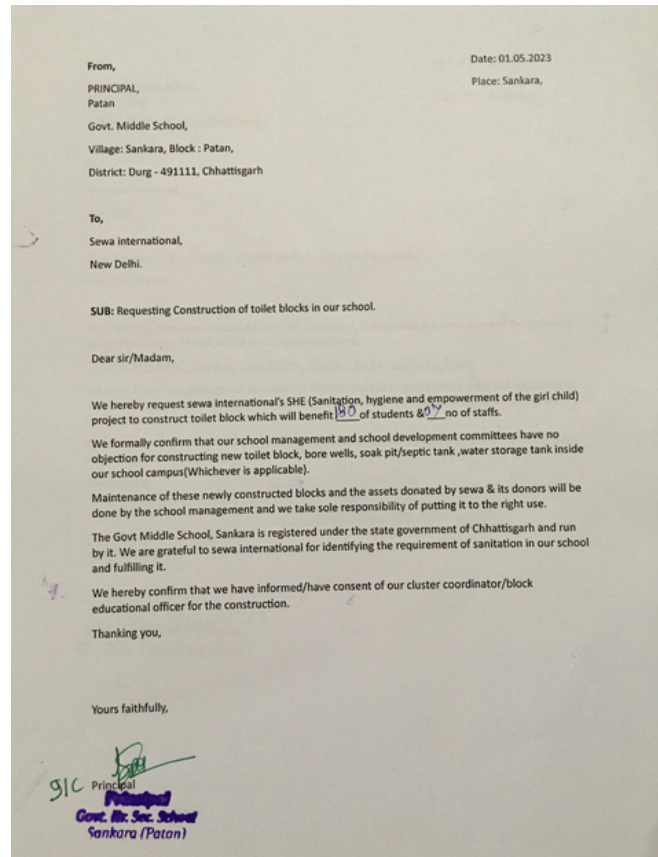 Date: 01.05.2023
Place: Sankara,
From,
PRINCIPAL,
Patan
Govt. Middle School,
Village: Sankara, Block : Patan,
District: Durg - 491111, Chhattisgarh
To,
Sewa international,
New Delhi.
SUB: Requesting Construction of toilet blocks in our school.
Dear sir/Madam,
We hereby request sewa international's SHE (Sanitation, hygiene and empowerment of the girl child)
project to construct toilet block which will benefit 180 of students & no of staffs.
We formally confirm that our school management and school development committees have no
objection for constructing new toilet block, bore wells, soak pit/septic tank ,water storage tank inside
our school campus(Whichever is applicable).
Maintenance of these newly constructed blocks and the assets donated by sewa & its donors will be
done by the school management and we take sole responsibility of putting it to the right use.
The Govt Middle School, Sankara is registered under the state government of Chhattisgarh and run
by it. We are grateful to sewa international for identifying the requirement of sanitation in our school
and fulfilling it.
We hereby confirm that we have informed/have consent of our cluster coordinator/block
educational officer for the construction.
Thanking you,
Yours faithfully,
Principal
Principal
Govt. Hr. Sec. School
Sankara (Patan)